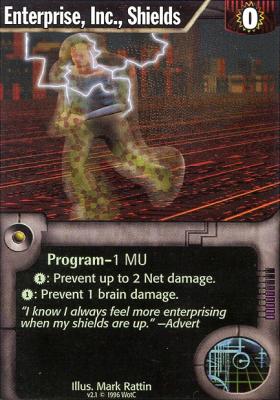 Enterprise, Inc., Shields
0
Program–1 MU
: Prevent up to 2 Net damage.
: Prevent 1 brain damage.
"I know I always feel more enterprising
when my shields are up." —Advert
Illus. Mark Rattin
v2.1 © 1996 WotC